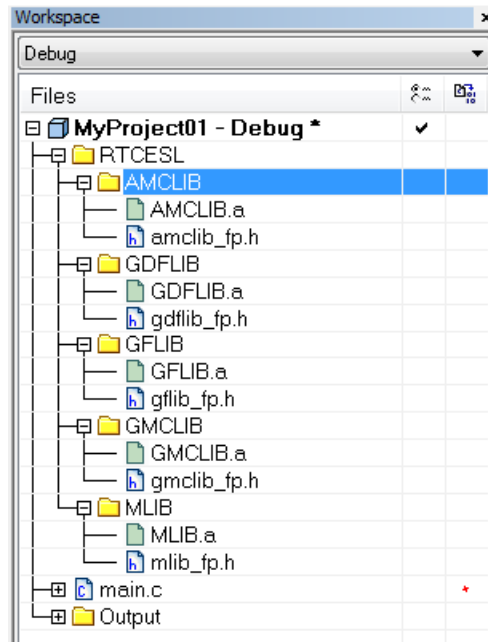 Workspace
Debug
Files
MyProject01 - Debug *
RTCESL
AMCLIB
AMCLIB.a
amclib_fp.h
GDFLIB
GDFLIB.a
gdflib_fp.h
GFLIB
GFLIB.a
gflib_fp.h
GMCLIB
GMCLIB.a
gmclib_fp.h
MLIB
MLIB.a
mlib_fp.h
main.c
Output